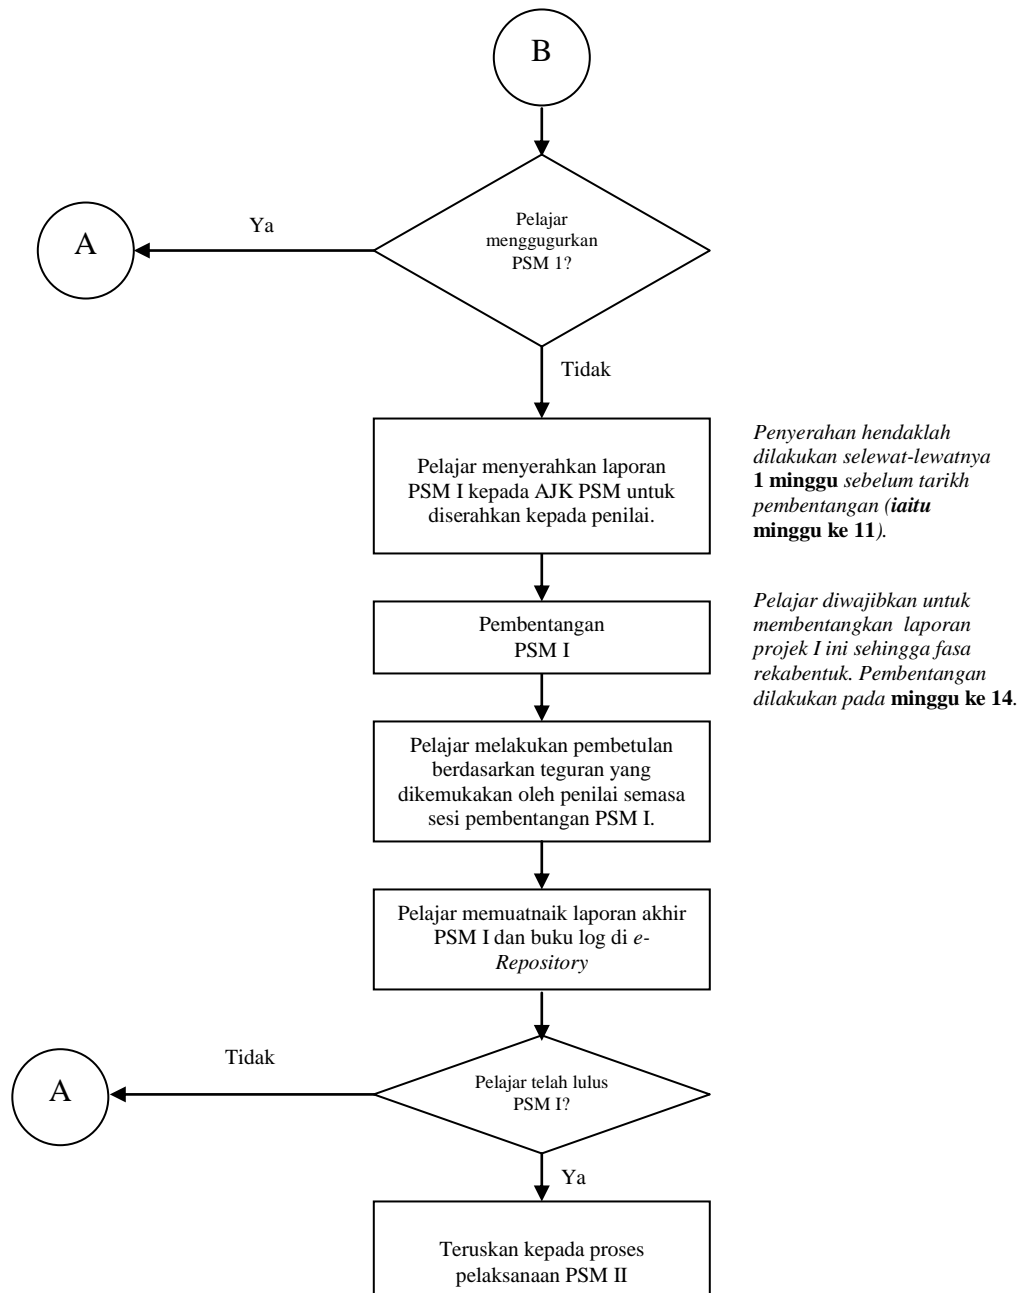 B
Pelajar
menggugurkan
PSM 1?
Ya
A
Tidak
Pelajar menyerahkan laporan
PSM I kepada AJK PSM untuk
diserahkan kepada penilai.
Penyerahan hendaklah
dilakukan selewat-lewatnya
1 minggu sebelum tarikh
pembentangan (iaitu
minggu ke 11).
Pembentangan
PSM I
Pelajar diwajibkan untuk
membentangkan laporan
projek I ini sehingga fasa
rekabentuk. Pembentangan
dilakukan pada minggu ke 14.
Pelajar melakukan pembetulan
berdasarkan teguran yang
dikemukakan oleh penilai semasa
sesi pembentangan PSM I.
Pelajar memuatnaik laporan akhir
PSM I dan buku log di e-
Repository
Tidak
A
Pelajar telah lulus
PSM I?
Ya
Teruskan kepada proses
pelaksanaan PSM II